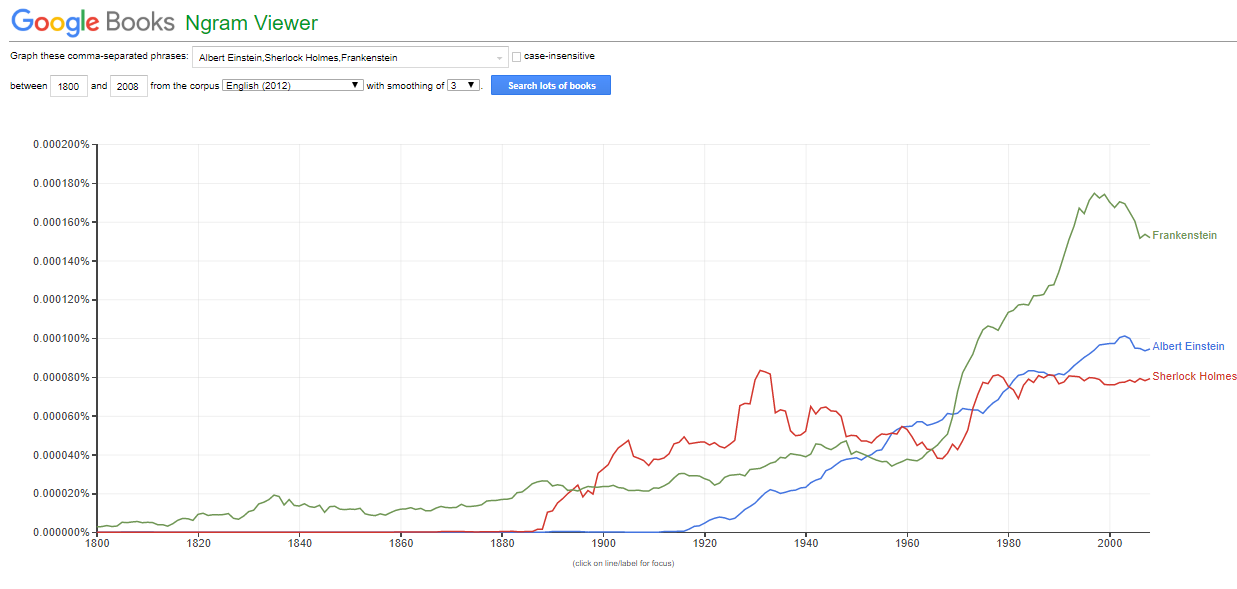 Google Books Ngram Viewer
Graph these comma-separated phrases: Albert Einstein,Sherlock Holmes,Frankenstein case-insensitive
between 1800 and 2008 from the corpus English (2012) with smoothing of 3 . Search lots of books
0.000200%
0.000180%
0.000160%
0.000140%
0.000120%
0.000100%
0.000080%
0.000060%
0.000040%
0.000020%
0.000000%
Frankenstein
Albert Einstein
Sherlock Holmes
1800 1820 1840 1860 1880 1900 1920 1940 1960 1980 2000
(click on line/label for focus)